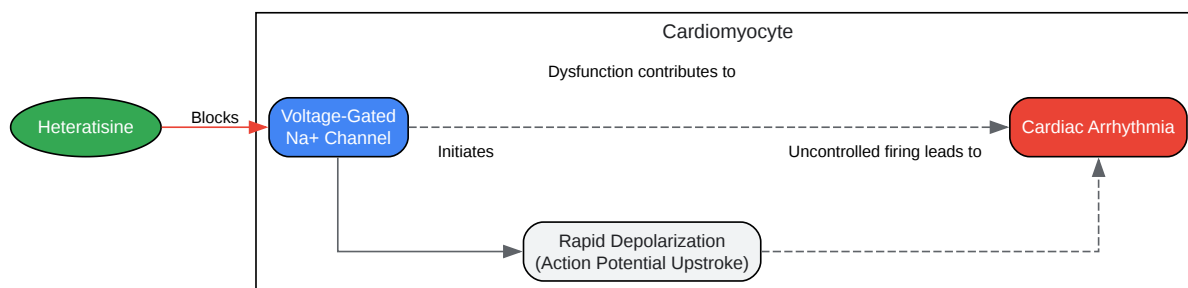 Cardiomyocyte
Dysfunction contributes to
Heteratisine
Blocks
Voltage-Gated
Na+ Channel
Cardiac Arrhythmia
Initiates
Uncontrolled firing leads to
Rapid Depolarization
(Action Potential Upstroke)